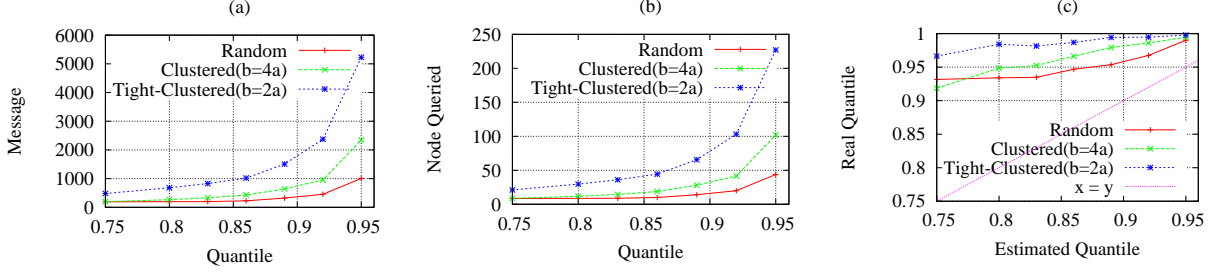 (a)
Message
6000
5000
4000
3000
2000
1000
0
Random
Clustered(b=4a)
Tight-Clustered(b=2a)
0.75 0.8 0.85 0.9 0.95
Quantile
(b)
Node Queried
250
200
150
100
50
0
Random
Clustered(b=4a)
Tight-Clustered(b=2a)
0.75 0.8 0.85 0.9 0.95
Quantile
(c)
Real Quantile
1
0.95
0.9
0.85
0.8
0.75
Random
Clustered(b=4a)
Tight-Clustered(b=2a)
x = y
0.75 0.8 0.85 0.9 0.95
Estimated Quantile